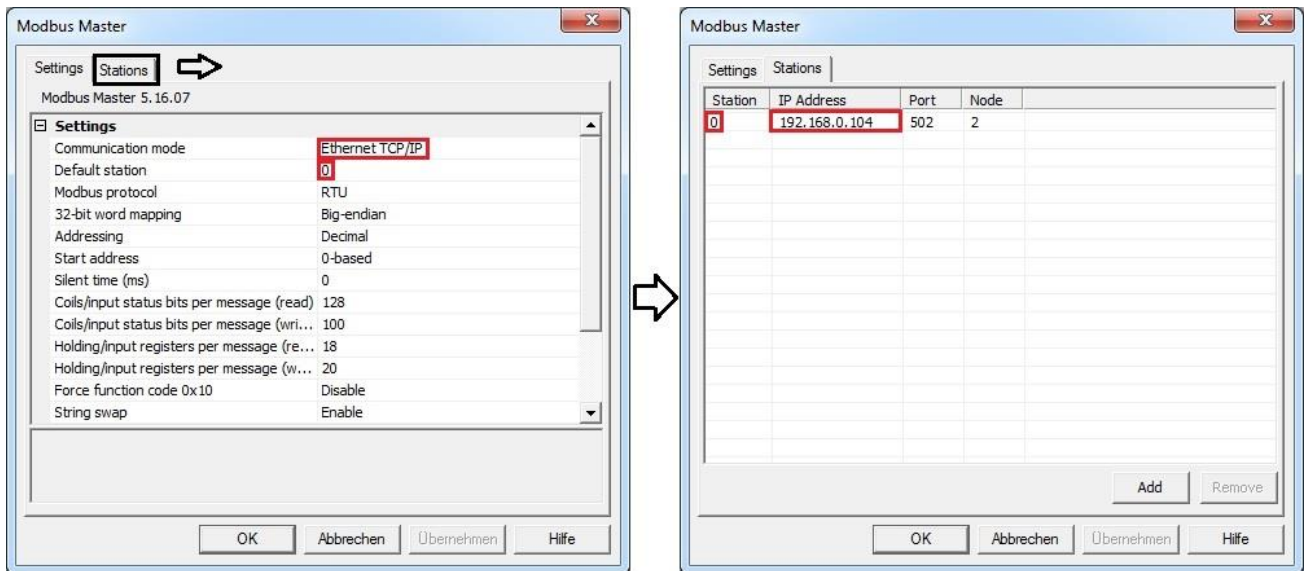 Modbus Master
Settings Stations
Modbus Master 5.16.07
Settings
Communication mode Ethernet TCP/IP
Default station 0
Modbus protocol RTU
32-bit word mapping Big-endian
Addressing Decimal
Start address 0-based
Silent time (ms) 0
Coils/input status bits per message (read) 128
Coils/input status bits per message (wri... 100
Holding/input registers per message (re... 18
Holding/input registers per message (w... 20
Force function code 0x10 Disable
String swap Enable
OK Abbrechen Übernehmen Hilfe
Modbus Master
Settings Stations
Station IP Address Port Node
0 192.168.0.104 502 2
Add Remove
OK Abbrechen Übernehmen Hilfe